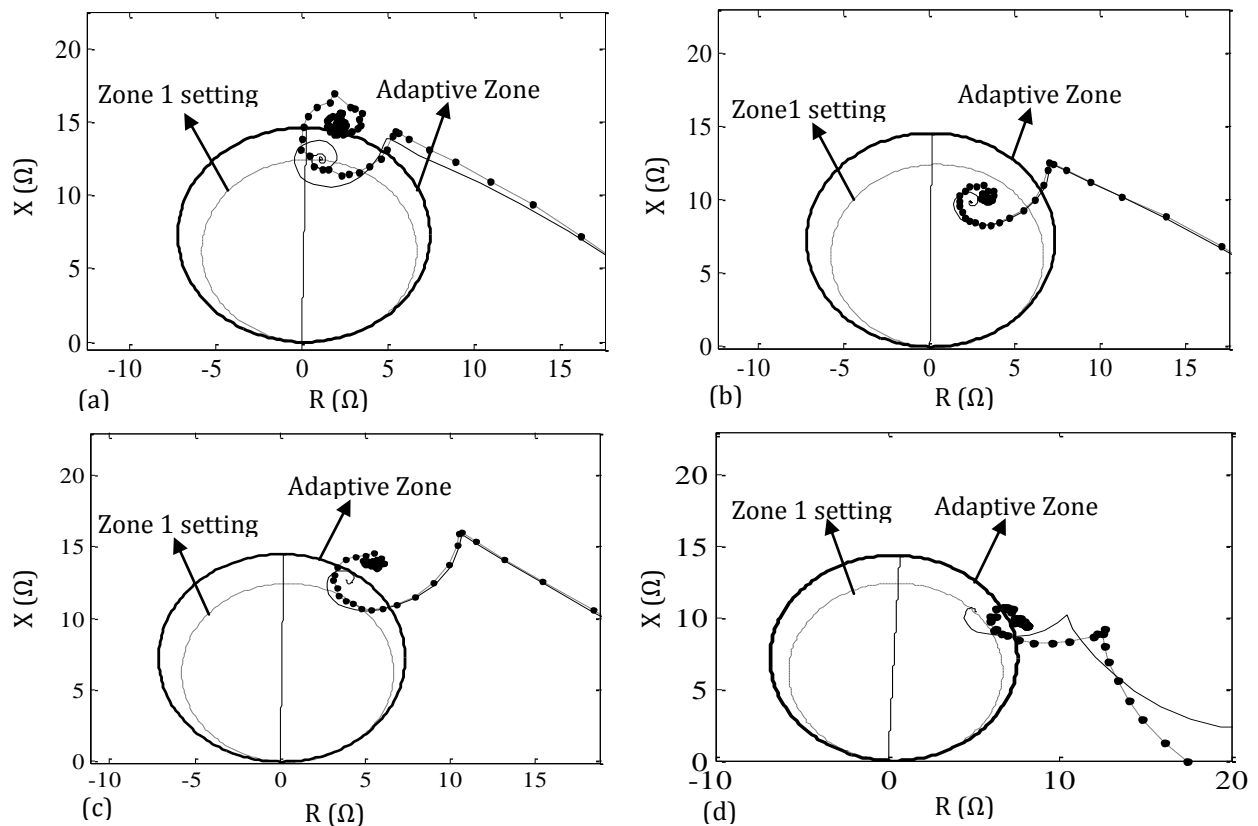 20
15
10
5
0
X (Ω)
Zone 1 setting
Adaptive Zone
-10 -5 0 5 10 15
R (Ω)
(a)
20
15
10
5
0
X (Ω)
Zone1 setting
Adaptive Zone
-10 -5 0 5 10 15
R (Ω)
(b)
20
15
10
5
0
X (Ω)
Zone 1 setting
Adaptive Zone
-10 -5 0 5 10 15
R (Ω)
(c)
20
15
10
5
0
X (Ω)
Zone 1 setting
Adaptive Zone
-10 0 10 20
R (Ω)
(d)